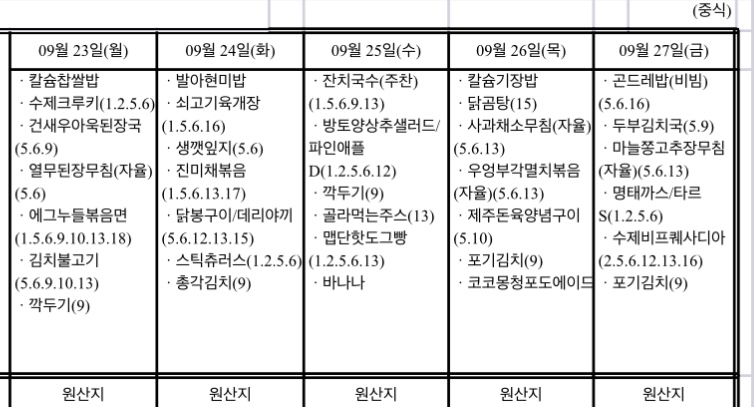 (중식)
09월 23일(월)
· 칼슘찹쌀밥
· 수제크루키(1.2.5.6)
· 건새우아욱된장국
(5.6.9)
· 열무된장무침(자율)
(5.6)
· 에그누들볶음면
(1.5.6.9.10.13.18)
· 김치불고기
(5.6.9.10.13)
· 깍두기(9)
원산지
09월 24일(화)
· 발아현미밥
· 쇠고기육개장
(1.5.6.16)
· 생깻잎지(5.6)
· 진미채볶음
(1.5.6.13.17)
· 닭봉구이/데리야끼
(5.6.12.13.15)
· 스틱츄러스(1.2.5.6)
· 총각김치(9)
원산지
09월 25일(수)
· 잔치국수(주찬)
(1.5.6.9.13)
· 방토양상추샐러드/
파인애플
D(1.2.5.6.12)
· 깍두기(9)
· 골라먹는주스(13)
· 맵단핫도그빵
(1.2.5.6.13)
· 바나나
원산지
09월 26일(목)
· 칼슘기장밥
· 닭곰탕(15)
· 사과채소무침(자율)
(5.6.13)
· 우엉부각멸치볶음
(자율)(5.6.13)
· 제주돈육양념구이
(5.10)
· 포기김치(9)
· 코코몽청포도에이드
원산지
09월 27일(금)
· 곤드레밥(비빔)
(5.6.16)
· 두부김치국(5.9)
· 마늘쫑고추장무침
(자율)(5.6.13)
· 명태까스/타르
S(1.2.5.6)
· 수제비프퀘사디아
(2.5.6.12.13.16)
· 포기김치(9)
원산지